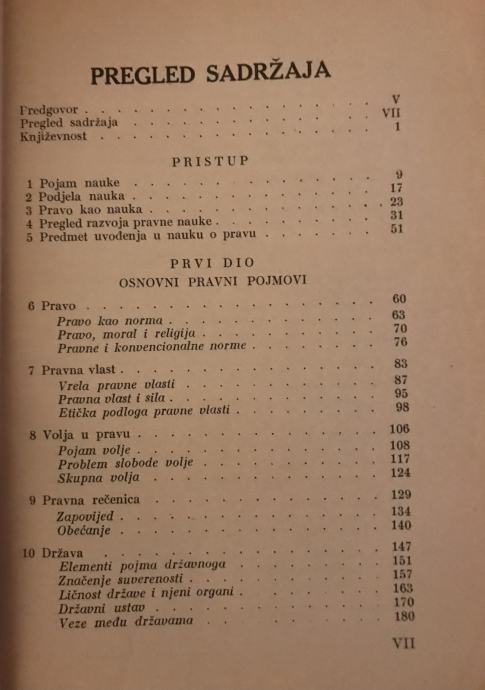 PREGLED SADRŽAJA
Predgovor . . . . . . . . . . . . . . . V
Pregled sadržaja . . . . . . . . . . . . . VII
Književnost . . . . . . . . . . . . . . 1
PRISTUP
1 Pojam nauke . . . . . . . . . . . . . 9
2 Podjela nauka . . . . . . . . . . . . . 17
3 Pravo kao nauka . . . . . . . . . . . . 23
4 Pregled razvoja pravne nauke . . . . . . . . . 31
5 Predmet uvođenja u nauku o pravu . . . . . . . 51
PRVI DIO
OSNOVNI PRAVNI POJMOVI
6 Pravo . . . . . . . . . . . . . . . 60
Pravo kao norma . . . . . . . . . . . . 63
Pravo, moral i religija . . . . . . . . . . . 70
Pravne i konvencionalne norme . . . . . . . . 76
7 Pravna vlast . . . . . . . . . . . . . . 83
Vrela pravne vlasti . . . . . . . . . . . 87
Pravna vlast i sila . . . . . . . . . . . . 95
Etička podloga pravne vlasti . . . . . . . . . 98
8 Volja u pravu . . . . . . . . . . . . . 106
Pojam volje . . . . . . . . . . . . . 108
Problem slobode volje . . . . . . . . . . 117
Skupna volja . . . . . . . . . . . . . 124
9 Pravna rečenica . . . . . . . . . . . . 129
Zapovijed . . . . . . . . . . . . . . 134
Obećanje . . . . . . . . . . . . . . 140
10 Država . . . . . . . . . . . . . . 147
Elementi pojma državnoga . . . . . . . . . 151
Značenje suverenosti . . . . . . . . . . . 157
Ličnost države i njeni organi . . . . . . . . . 163
Državni ustav . . . . . . . . . . . . . 170
Veze među državama . . . . . . . . . . 180
VII